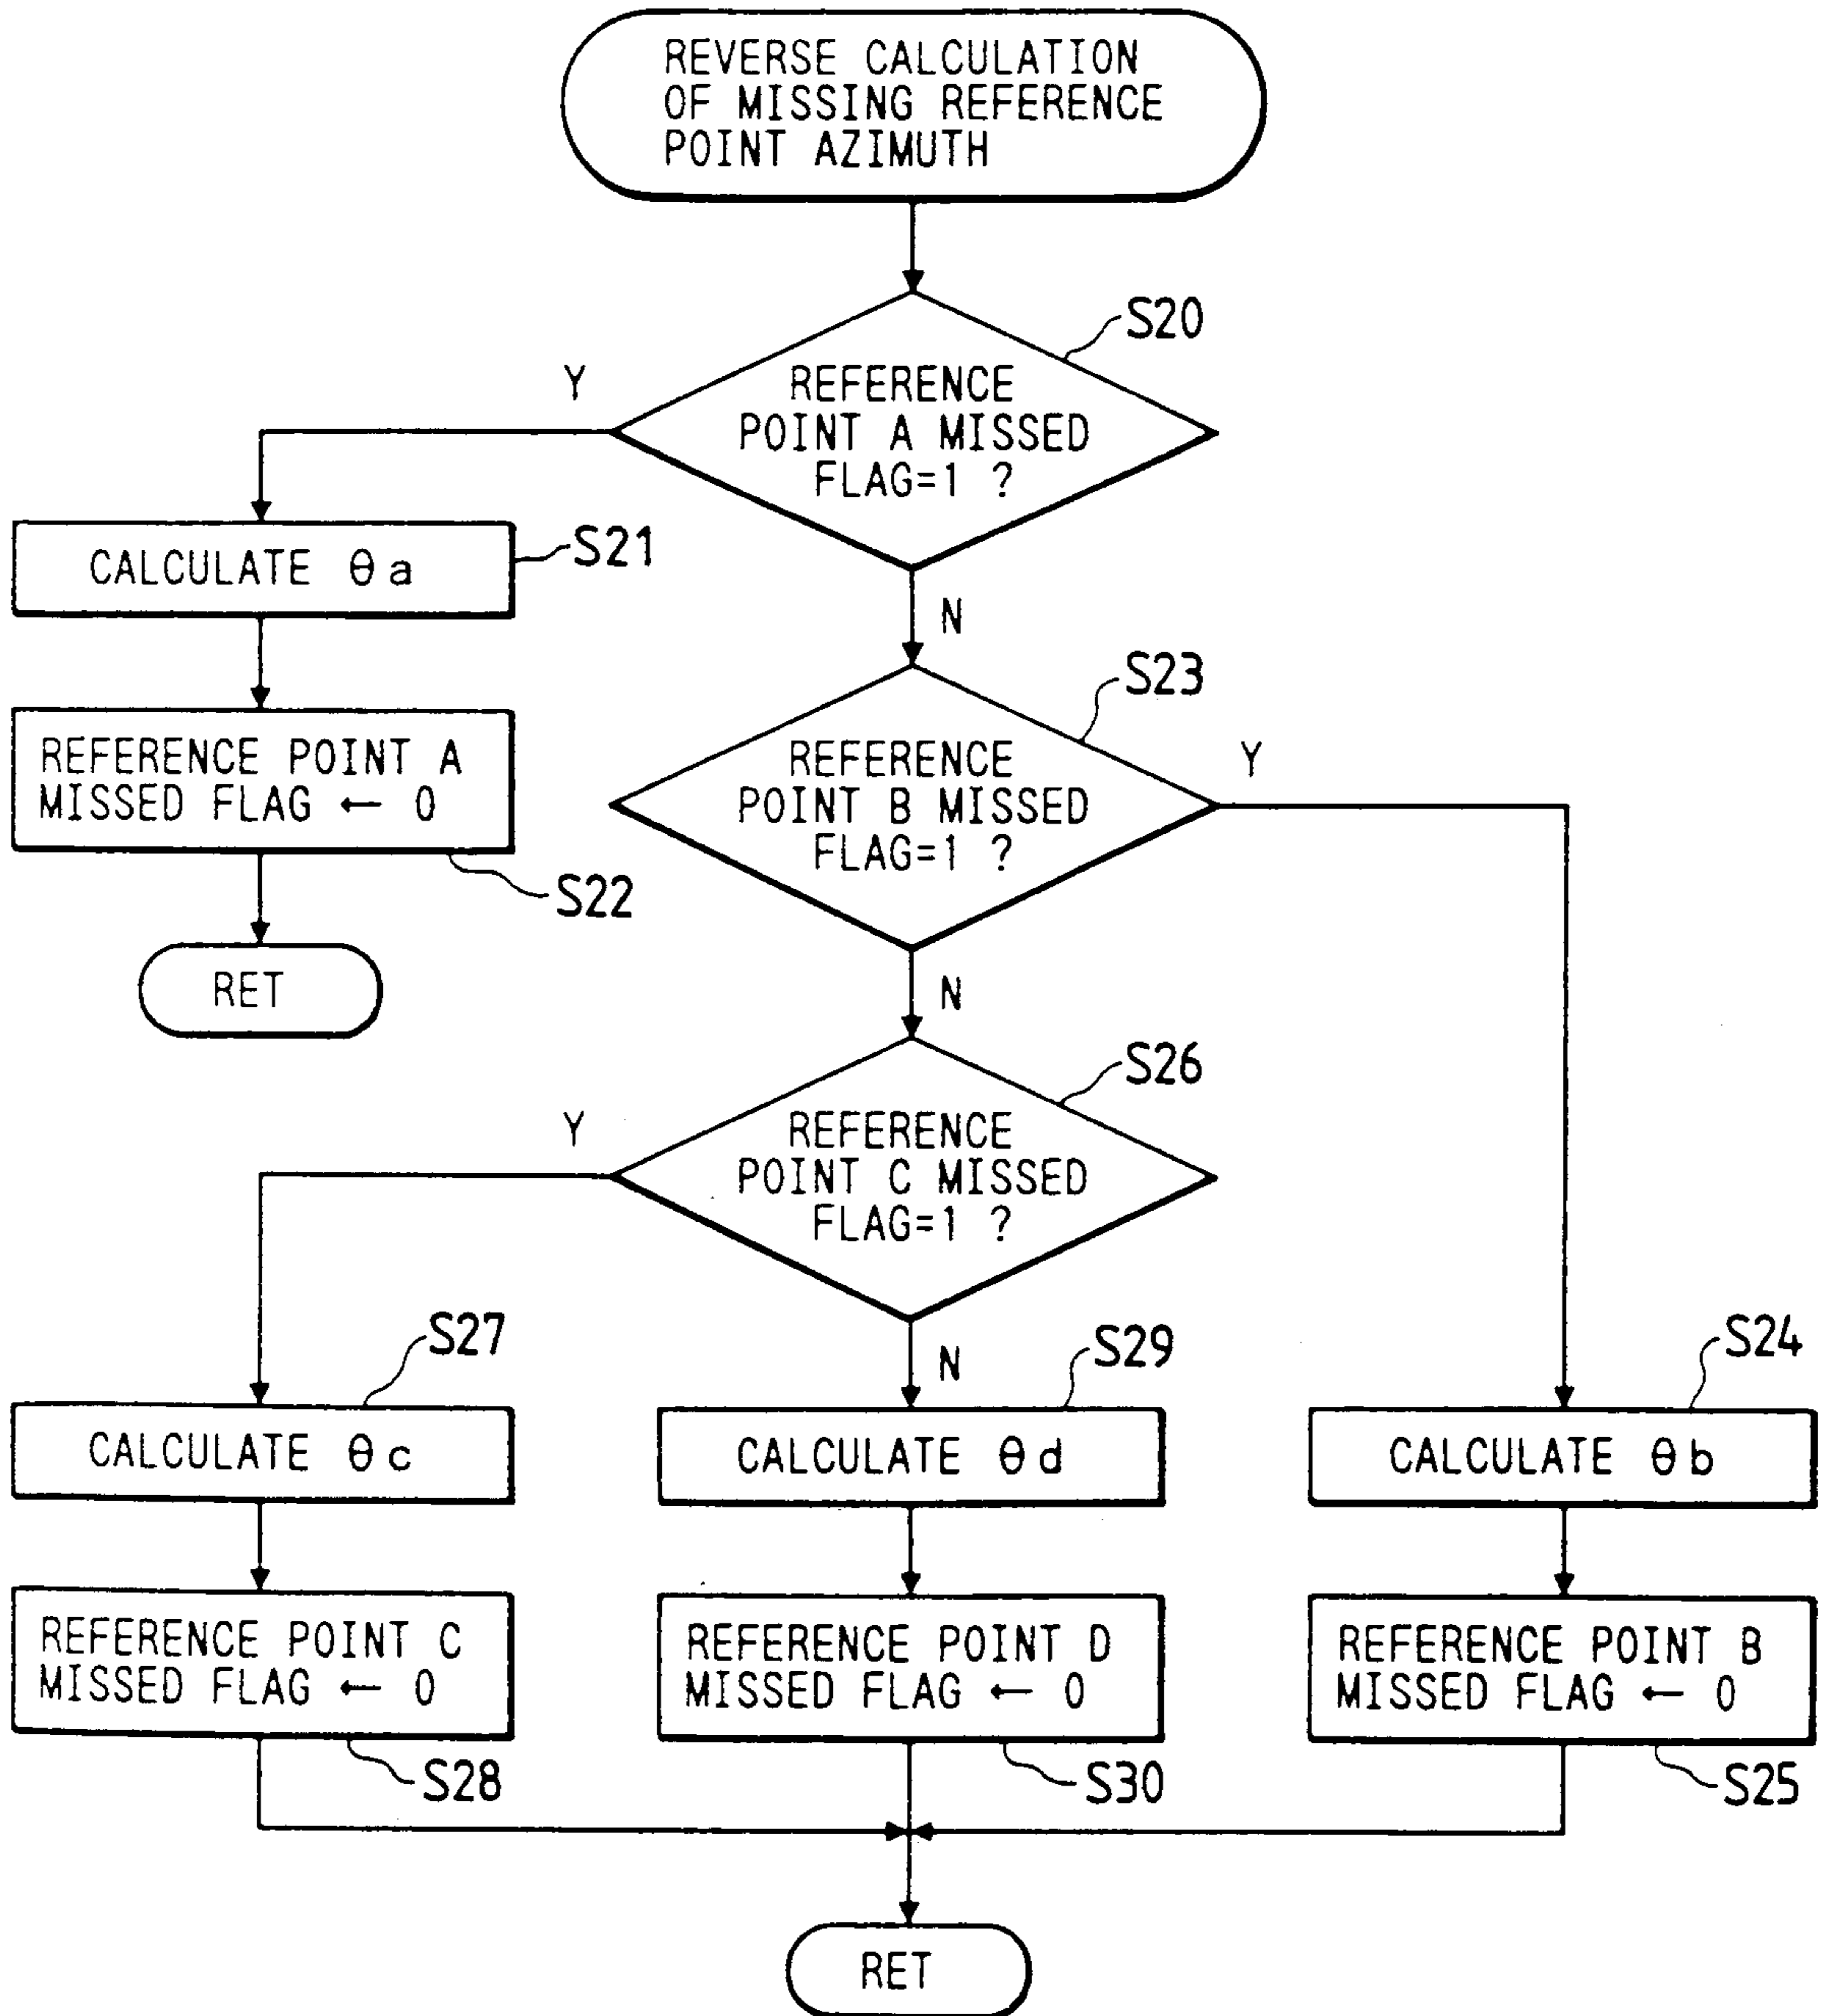 REVERSE CALCULATION
OF MISSING REFERENCE
POINT AZIMUTH
S20
Y
REFERENCE
POINT A MISSED
FLAG=1 ?
N
S21
CALCULATE θa
REFERENCE POINT A
MISSED FLAG ← 0
S22
RET
S23
REFERENCE
POINT B MISSED
FLAG=1 ?
Y
N
S26
Y
REFERENCE
POINT C MISSED
FLAG=1 ?
N
S27
CALCULATE θc
S29
CALCULATE θd
S24
CALCULATE θb
REFERENCE POINT C
MISSED FLAG ← 0
S28
REFERENCE POINT D
MISSED FLAG ← 0
S30
REFERENCE POINT B
MISSED FLAG ← 0
S25
RET